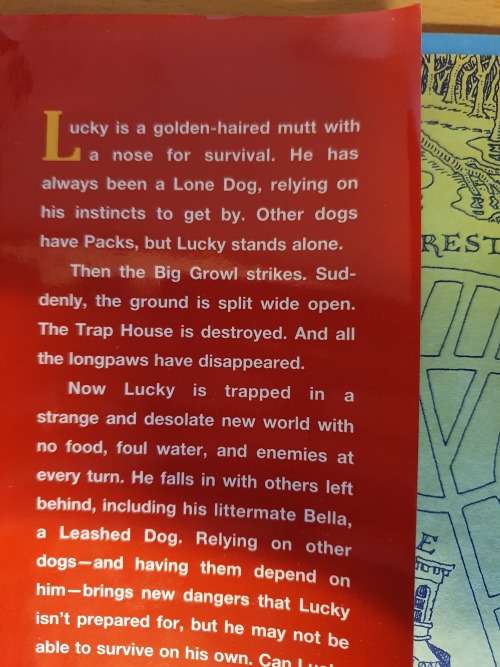 Lucky is a golden-haired mutt with
a nose for survival. He has
always been a Lone Dog, relying on
his instincts to get by. Other dogs
have Packs, but Lucky stands alone.
Then the Big Growl strikes. Sud-
denly, the ground is split wide open.
The Trap House is destroyed. And all
the longpaws have disappeared.
Now Lucky is trapped in a
strange and desolate new world with
no food, foul water, and enemies at
every turn. He falls in with others left
behind, including his littermate Bella,
a Leashed Dog. Relying on other
dogs—and having them depend on
him—brings new dangers that Lucky
isn't prepared for, but he may not be
able to survive on his own. Can
REST
E